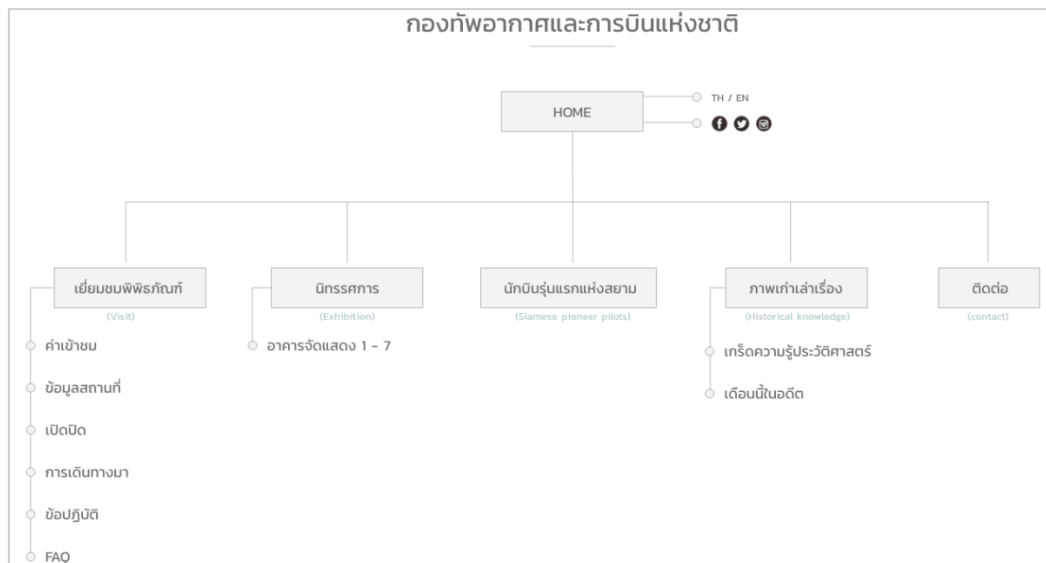 กองทัพอากาศและการบินแห่งชาติ
HOME
TH / EN
เยี่ยมชมพิพิธภัณฑ์
(Visit)
ค่าเข้าชม
ข้อมูลสถานที่
เปิดปิด
การเดินทางมา
ข้อปฏิบัติ
FAQ
นิทรรศการ
(Exhibition)
อาคารจัดแสดง 1 - 7
นักบินรุ่นแรกแห่งสยาม
(Siamese pioneer pilots)
ภาพเก่าเล่าเรื่อง
(Historical knowledge)
เกร็ดความรู้ประวัติศาสตร์
เดือนนี้ในอดีต
ติดต่อ
(contact)